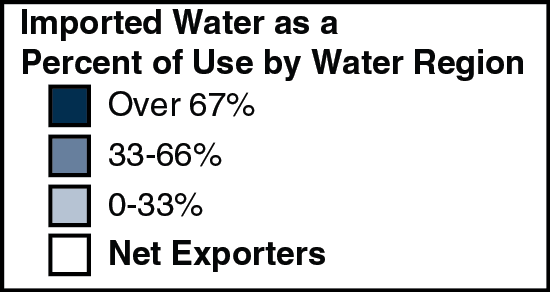 Imported Water as a
Percent of Use by Water Region
Over 67%
33-66%
0-33%
Net Exporters